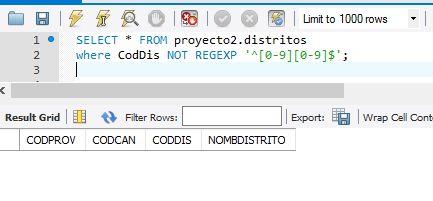 Limit to 1000 rows
1 SELECT * FROM proyecto2.distritos
2 where CodDis NOT REGEXP '^[0-9][0-9]$';
3
Result Grid Filter Rows: Export: Wrap Cell Conte
CODPROV CODCAN CODDIS NOMBDISTRITO